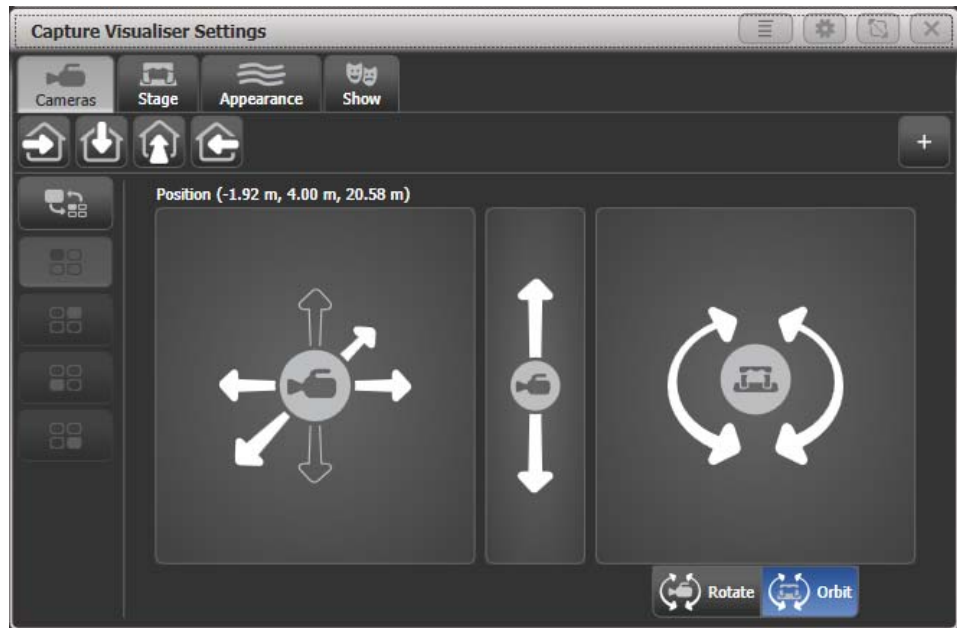 Capture Visualiser Settings
Cameras
Stage
Appearance
Show
+
Position (-1.92 m, 4.00 m, 20.58 m)
Rotate
Orbit